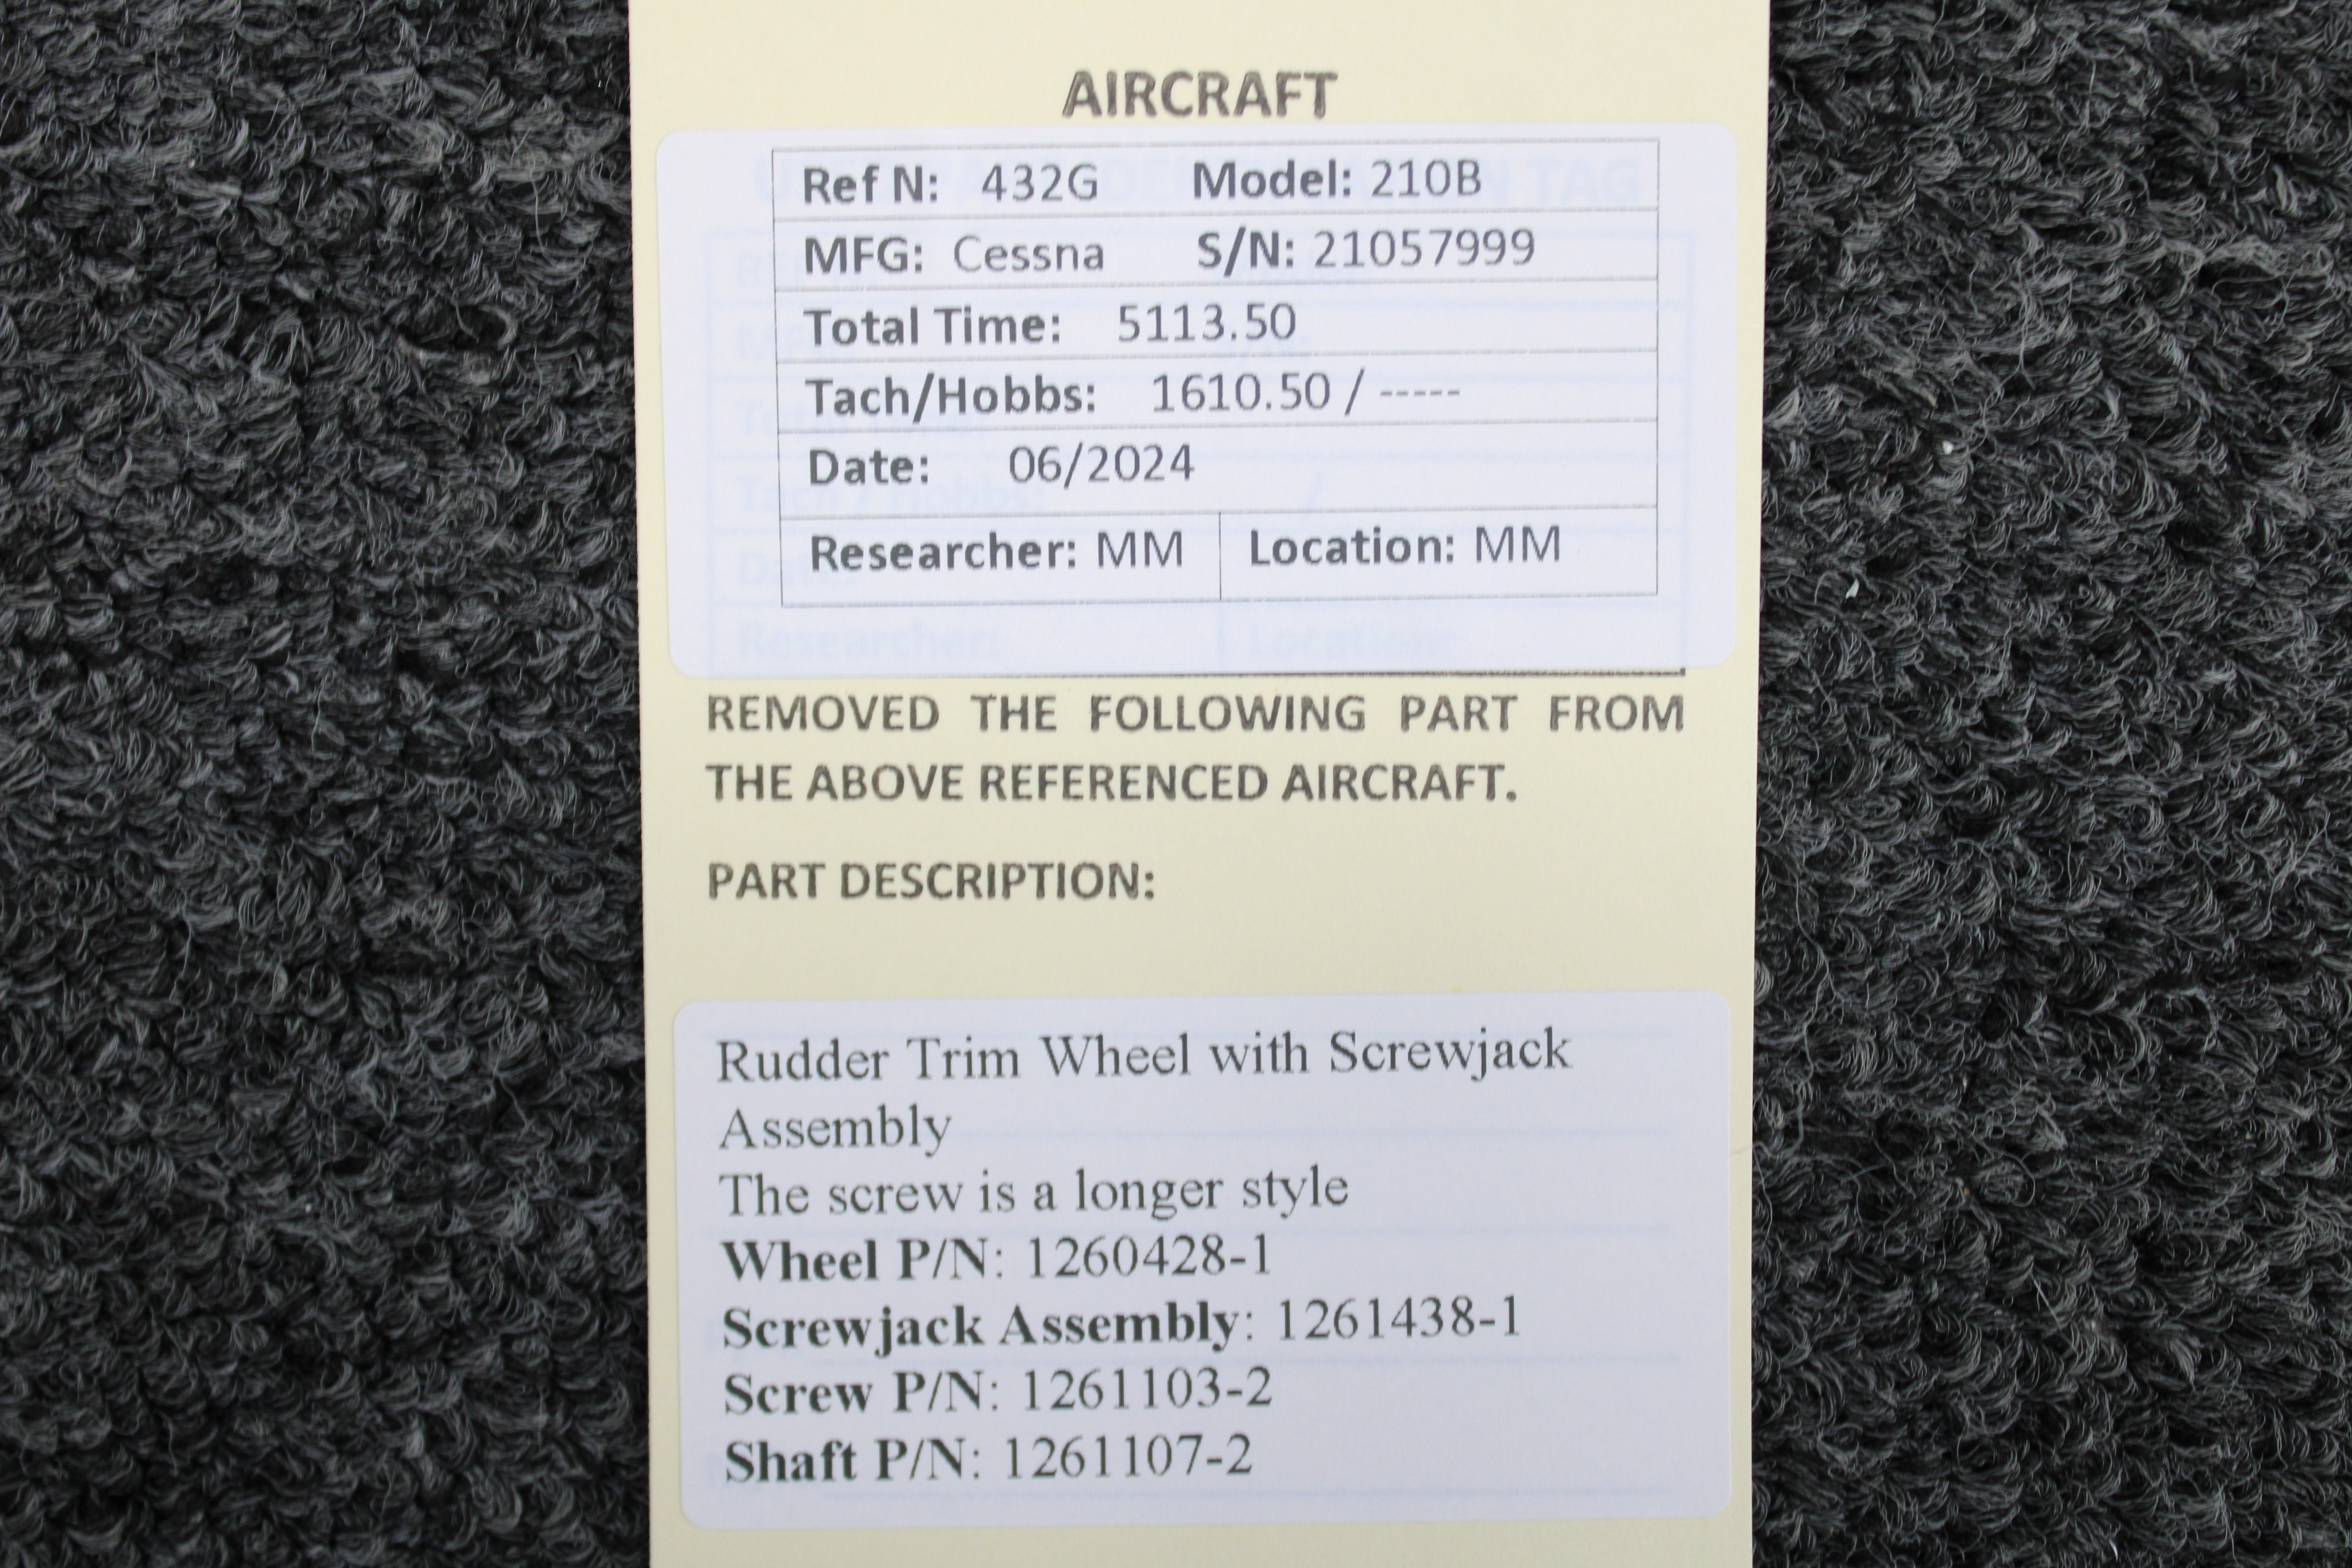 AIRCRAFT
Ref N: 432G Model: 210B
MFG: Cessna S/N: 21057999
Total Time: 5113.50
Tach/Hobbs: 1610.50 / -----
Date: 06/2024
Researcher: MM Location: MM
REMOVED THE FOLLOWING PART FROM
THE ABOVE REFERENCED AIRCRAFT.
PART DESCRIPTION:
Rudder Trim Wheel with Screwjack
Assembly
The screw is a longer style
Wheel P/N: 1260428-1
Screwjack Assembly: 1261438-1
Screw P/N: 1261103-2
Shaft P/N: 1261107-2